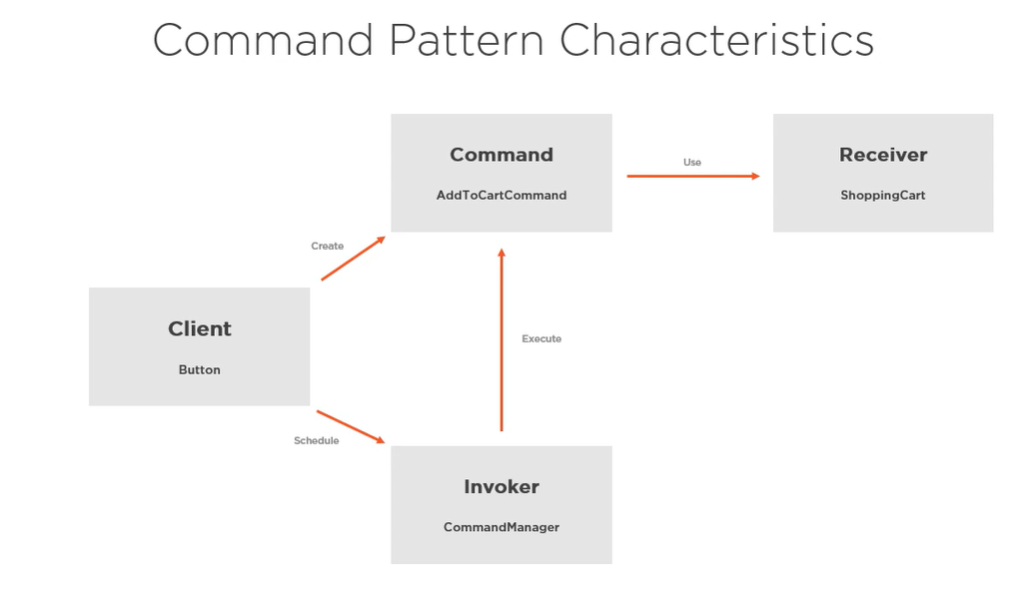 Command Pattern Characteristics
Command
AddToCartCommand
Use
Receiver
ShoppingCart
Create
Client
Button
Execute
Schedule
Invoker
CommandManager